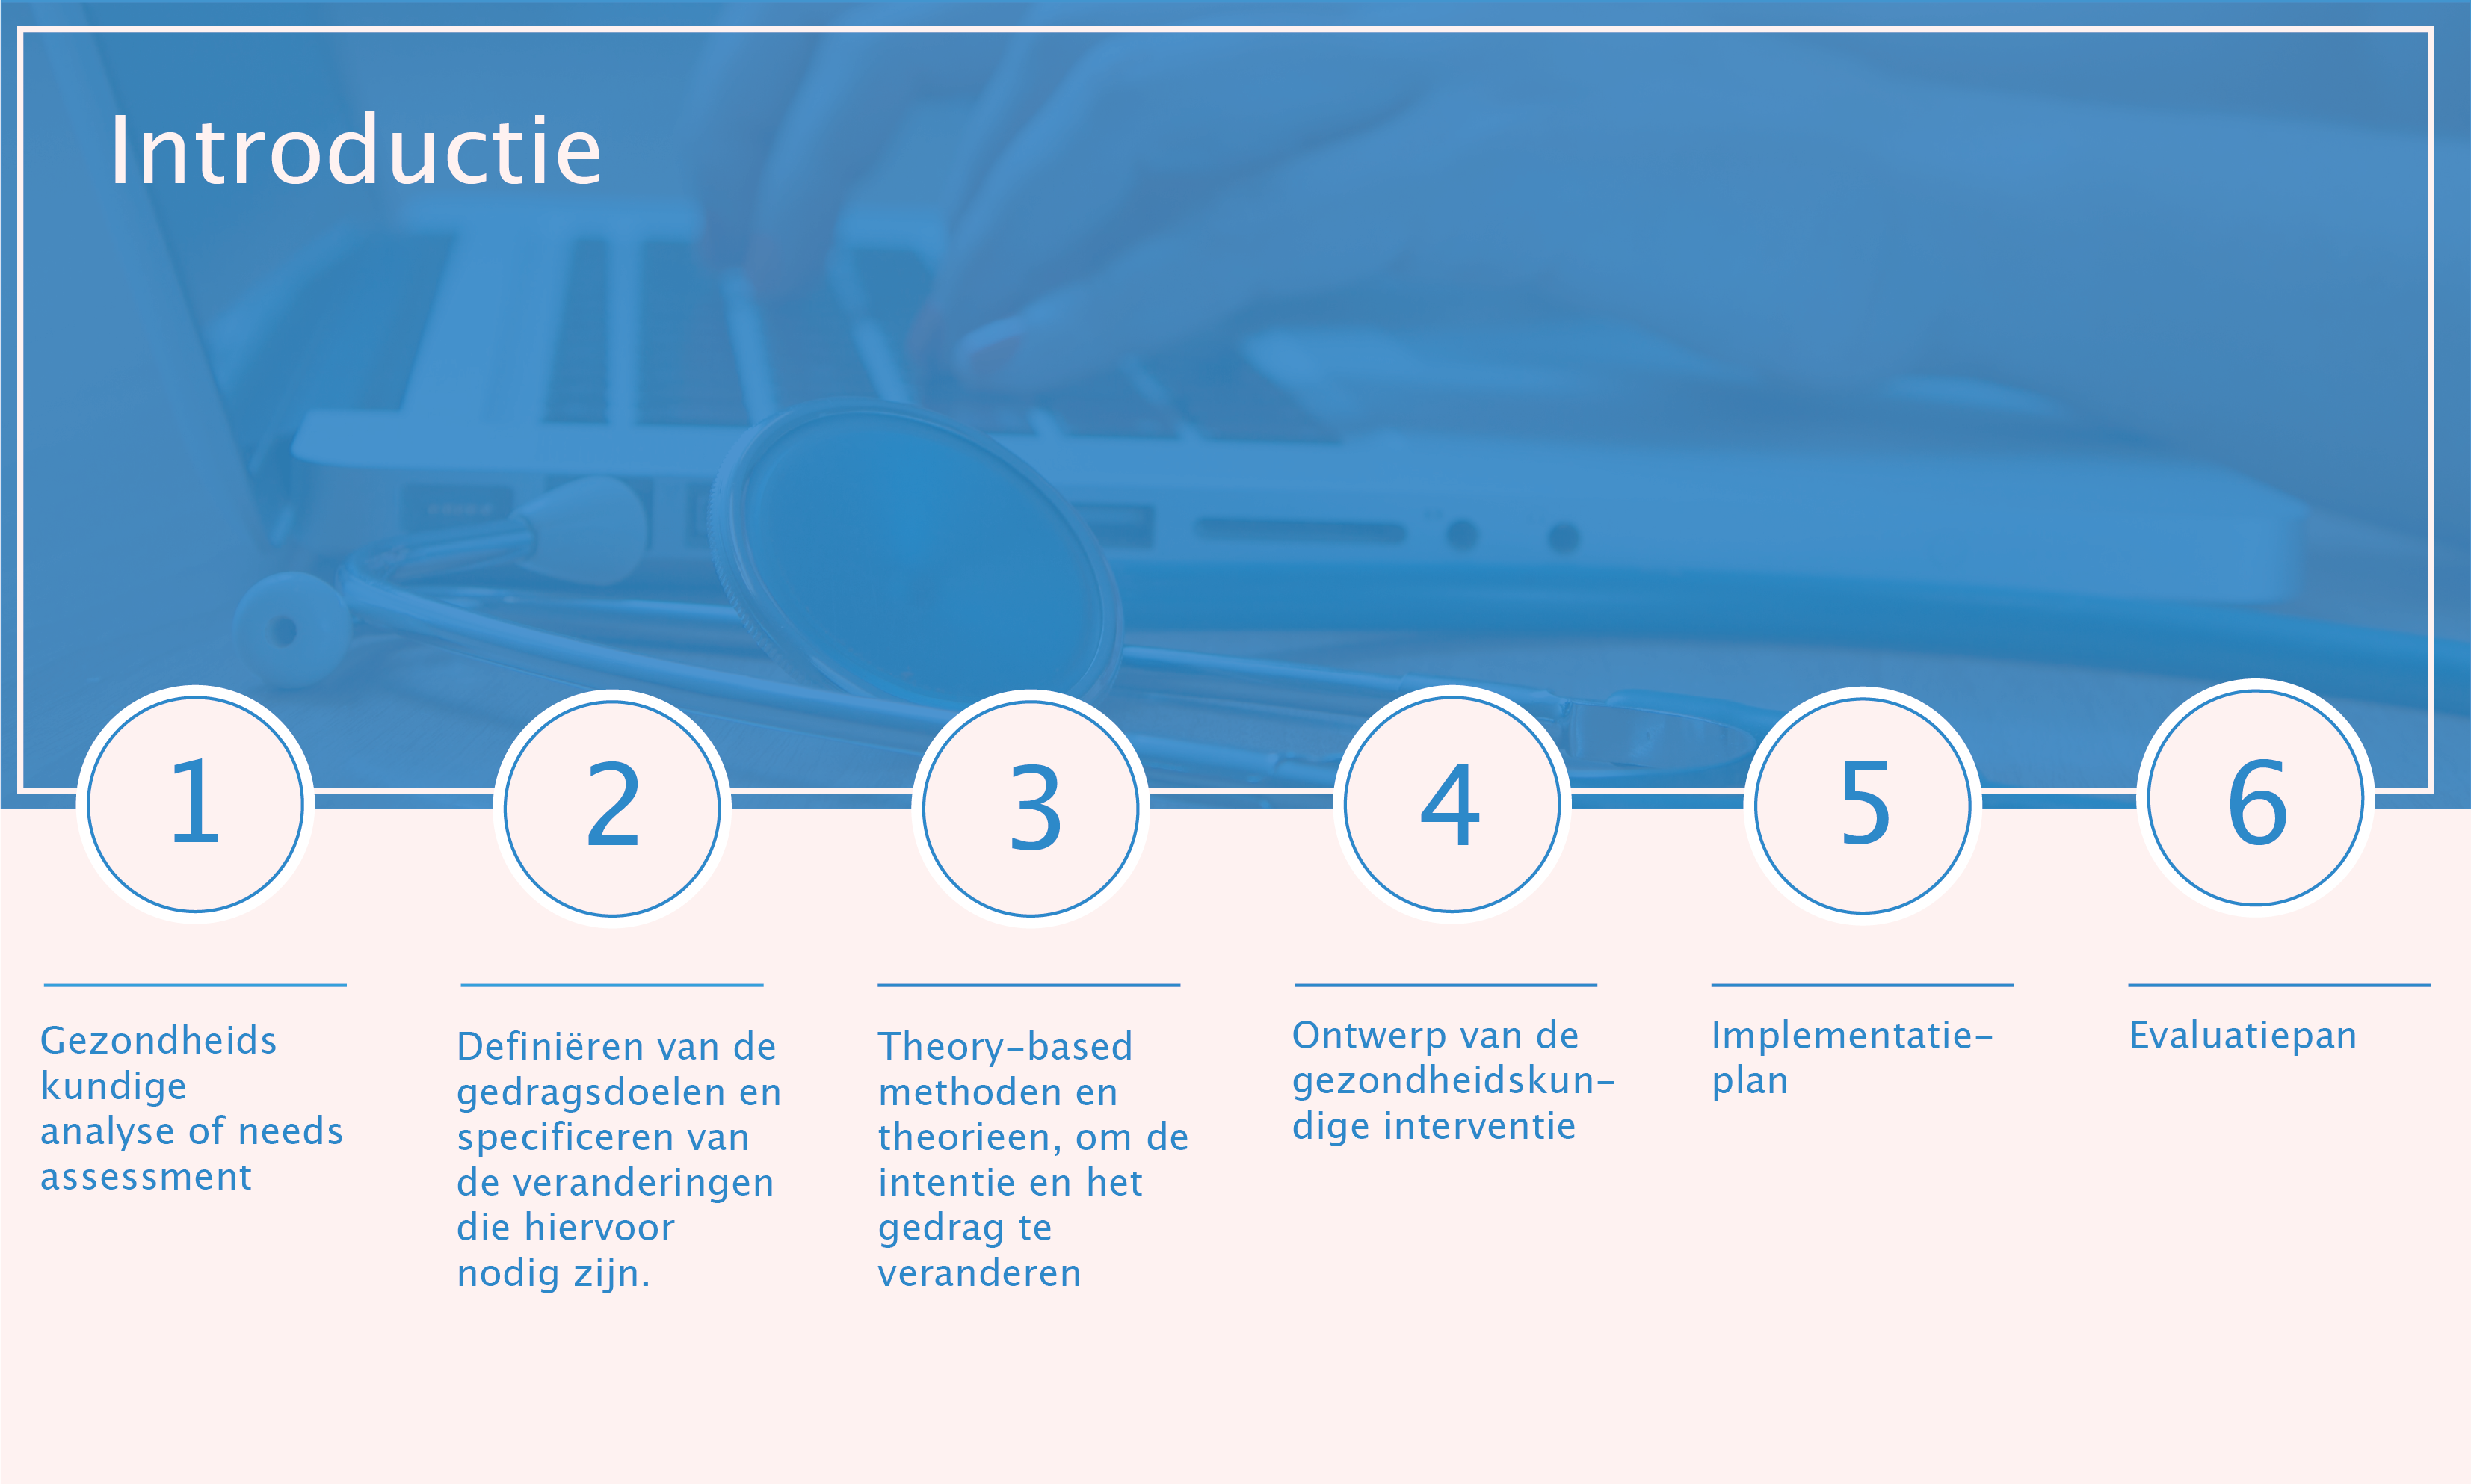 Introductie
1
2
3
4
5
6
Gezondheids
kundige
analyse of needs
assessment
Definiëren van de
gedragsdoelen en
specificeren van
de veranderingen
die hiervoor
nodig zijn.
Theory-based
methoden en
theorieen, om de
intentie en het
gedrag te
veranderen
Ontwerp van de
gezondheidskun-
dige interventie
Implementatie-
plan
Evaluatiepan